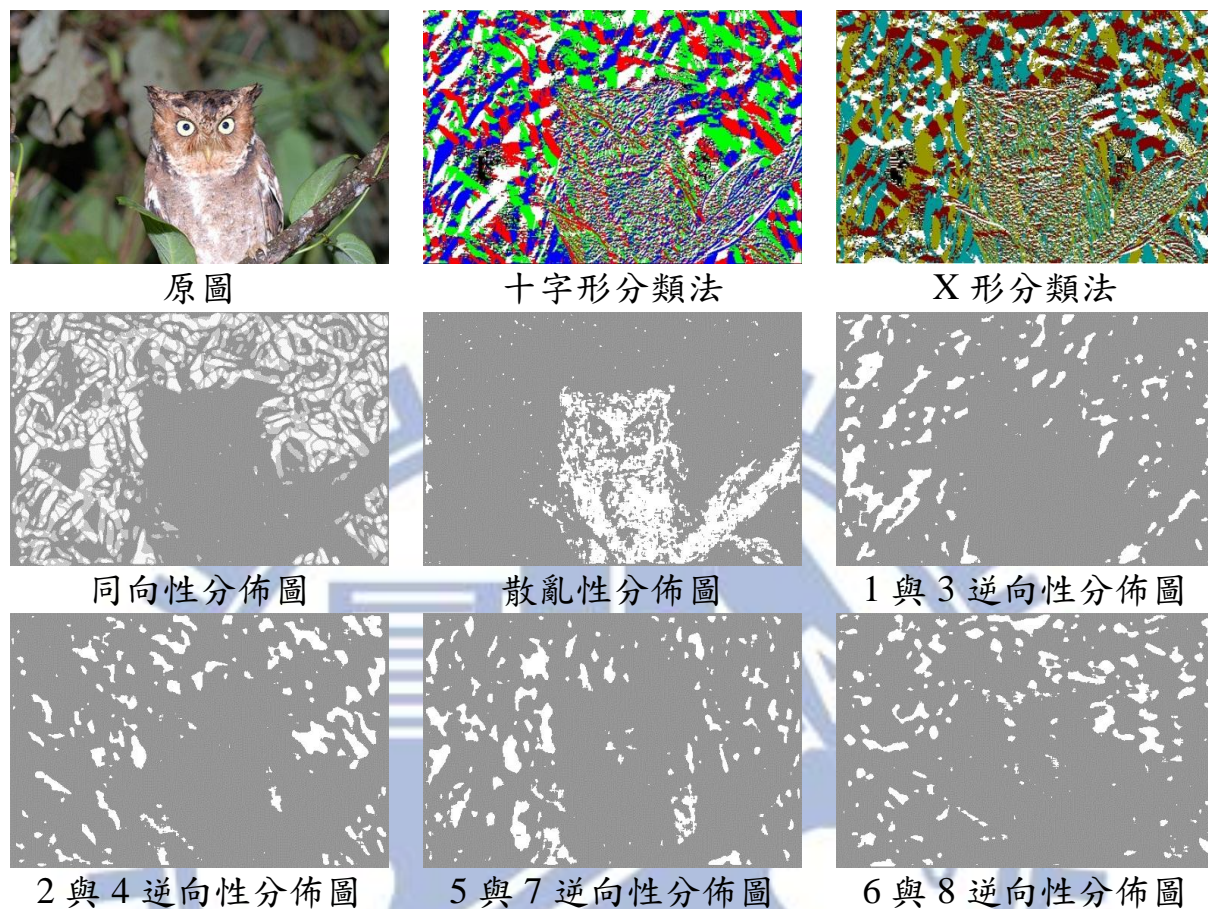 原圖
十字形分類法
X 形分類法
同向性分佈圖
散亂性分佈圖
1 與 3 逆向性分佈圖
2 與 4 逆向性分佈圖
5 與 7 逆向性分佈圖
6 與 8 逆向性分佈圖